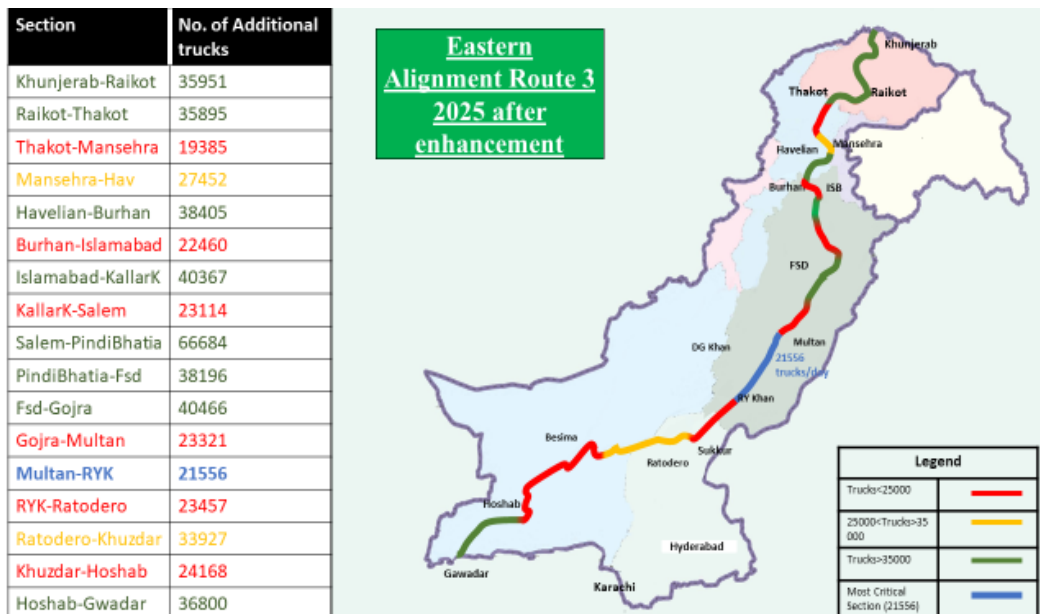 Section No. of Additional trucks
Khunjerab-Raikot 35951
Raikot-Thakot 35895
Thakot-Mansehra 19385
Mansehra-Hav 27452
Havelian-Burhan 38405
Burhan-Islamabad 22460
Islamabad-KallarK 40367
KallarK-Salem 23114
Salem-PindiBhatia 66684
PindiBhatia-Fsd 38196
Fsd-Gojra 40466
Gojra-Multan 23321
Multan-RYK 21556
RYK-Ratodero 23457
Ratodero-Khuzdar 33927
Khuzdar-Hoshab 24168
Hoshab-Gwadar 36800
Eastern
Alignment Route 3
2025 after
enhancement
Khunjerab
Thakot
Raikot
Havelian
Mansehra
Burhan
ISB
FSD
DG Khan
Multan
21556
trucks/day
RY Khan
Besima
Sukkur
Ratodero
Hoshab
Hyderabad
Gawadar
Karachi
Legend
Trucks<25000
25000<Trucks>35
000
Trucks>35000
Most Critical
Section (21556)